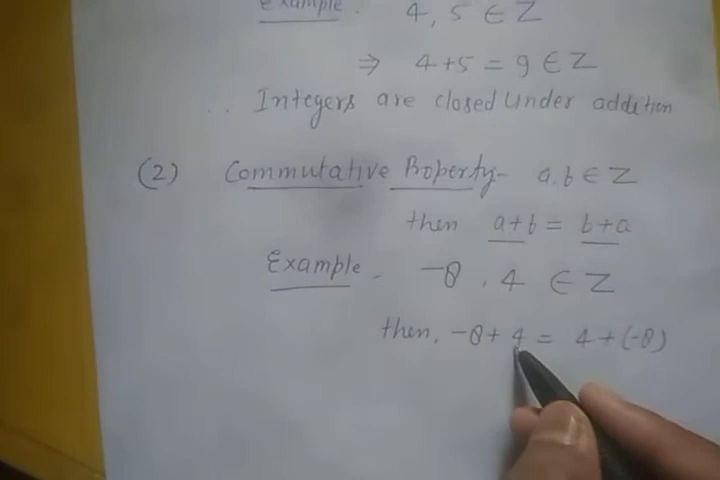 Example. 4, 5 ∈ Z
⇒ 4+5 = 9 ∈ Z
∴ Integers are closed under addition
(2) Commutative Property- a, b ∈ Z
then a+b = b+a
Example - -8, 4 ∈ Z
then, -8+4 = 4+(-8)